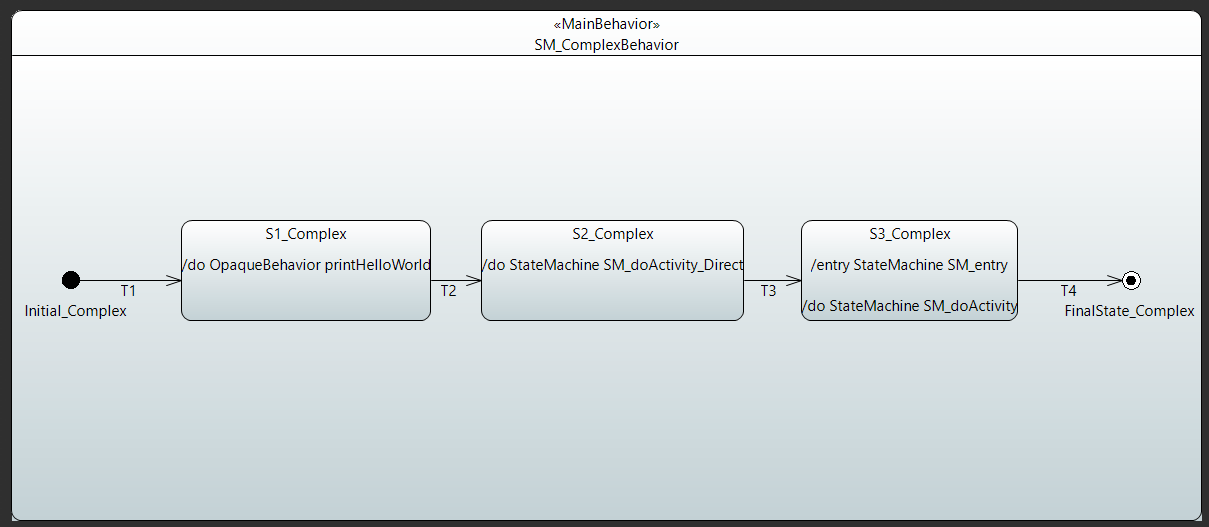 «MainBehavior»
SM_ComplexBehavior
S1_Complex
S2_Complex
S3_Complex
/do OpaqueBehavior printHelloWorld
/do StateMachine SM_doActivity_Direct
/entry StateMachine SM_entry
T1
T2
T3
T4
/do StateMachine SM_doActivity
Initial_Complex
FinalState_Complex